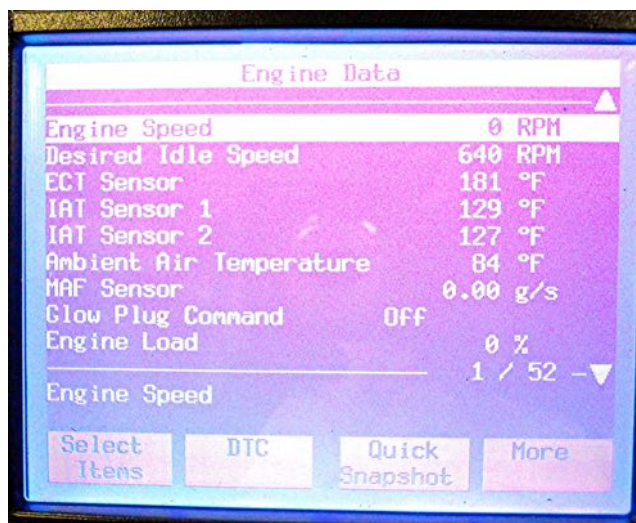 Engine Data
Engine Speed 0 RPM
Desired Idle Speed 640 RPM
ECT Sensor 181 °F
IAT Sensor 1 129 °F
IAT Sensor 2 127 °F
Ambient Air Temperature 84 °F
MAF Sensor 0.00 g/s
Glow Plug Command Off
Engine Load 0 %
1 / 52
Engine Speed
Select Items DTC Quick Snapshot More